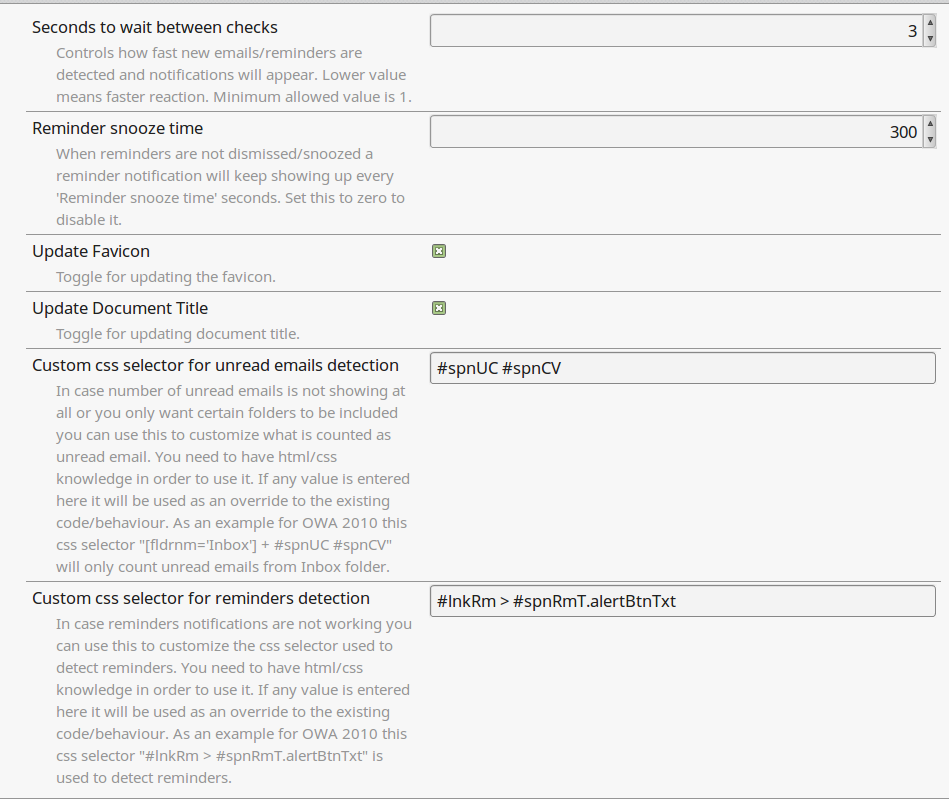 Seconds to wait between checks
3
Controls how fast new emails/reminders are
detected and notifications will appear. Lower value
means faster reaction. Minimum allowed value is 1.
Reminder snooze time
300
When reminders are not dismissed/snoozed a
reminder notification will keep showing up every
'Reminder snooze time' seconds. Set this to zero to
disable it.
Update Favicon
Toggle for updating the favicon.
Update Document Title
Toggle for updating document title.
Custom css selector for unread emails detection
#spnUC #spnCV
In case number of unread emails is not showing at
all or you only want certain folders to be included
you can use this to customize what is counted as
unread email. You need to have html/css
knowledge in order to use it. If any value is entered
here it will be used as an override to the existing
code/behaviour. As an example for OWA 2010 this
css selector "[fldrnm='Inbox'] + #spnUC #spnCV"
will only count unread emails from Inbox folder.
Custom css selector for reminders detection
#lnkRm > #spnRmT.alertBtnTxt
In case reminders notifications are not working you
can use this to customize the css selector used to
detect reminders. You need to have html/css
knowledge in order to use it. If any value is entered
here it will be used as an override to the existing
code/behaviour. As an example for OWA 2010 this
css selector "#lnkRm > #spnRmT.alertBtnTxt" is
used to detect reminders.